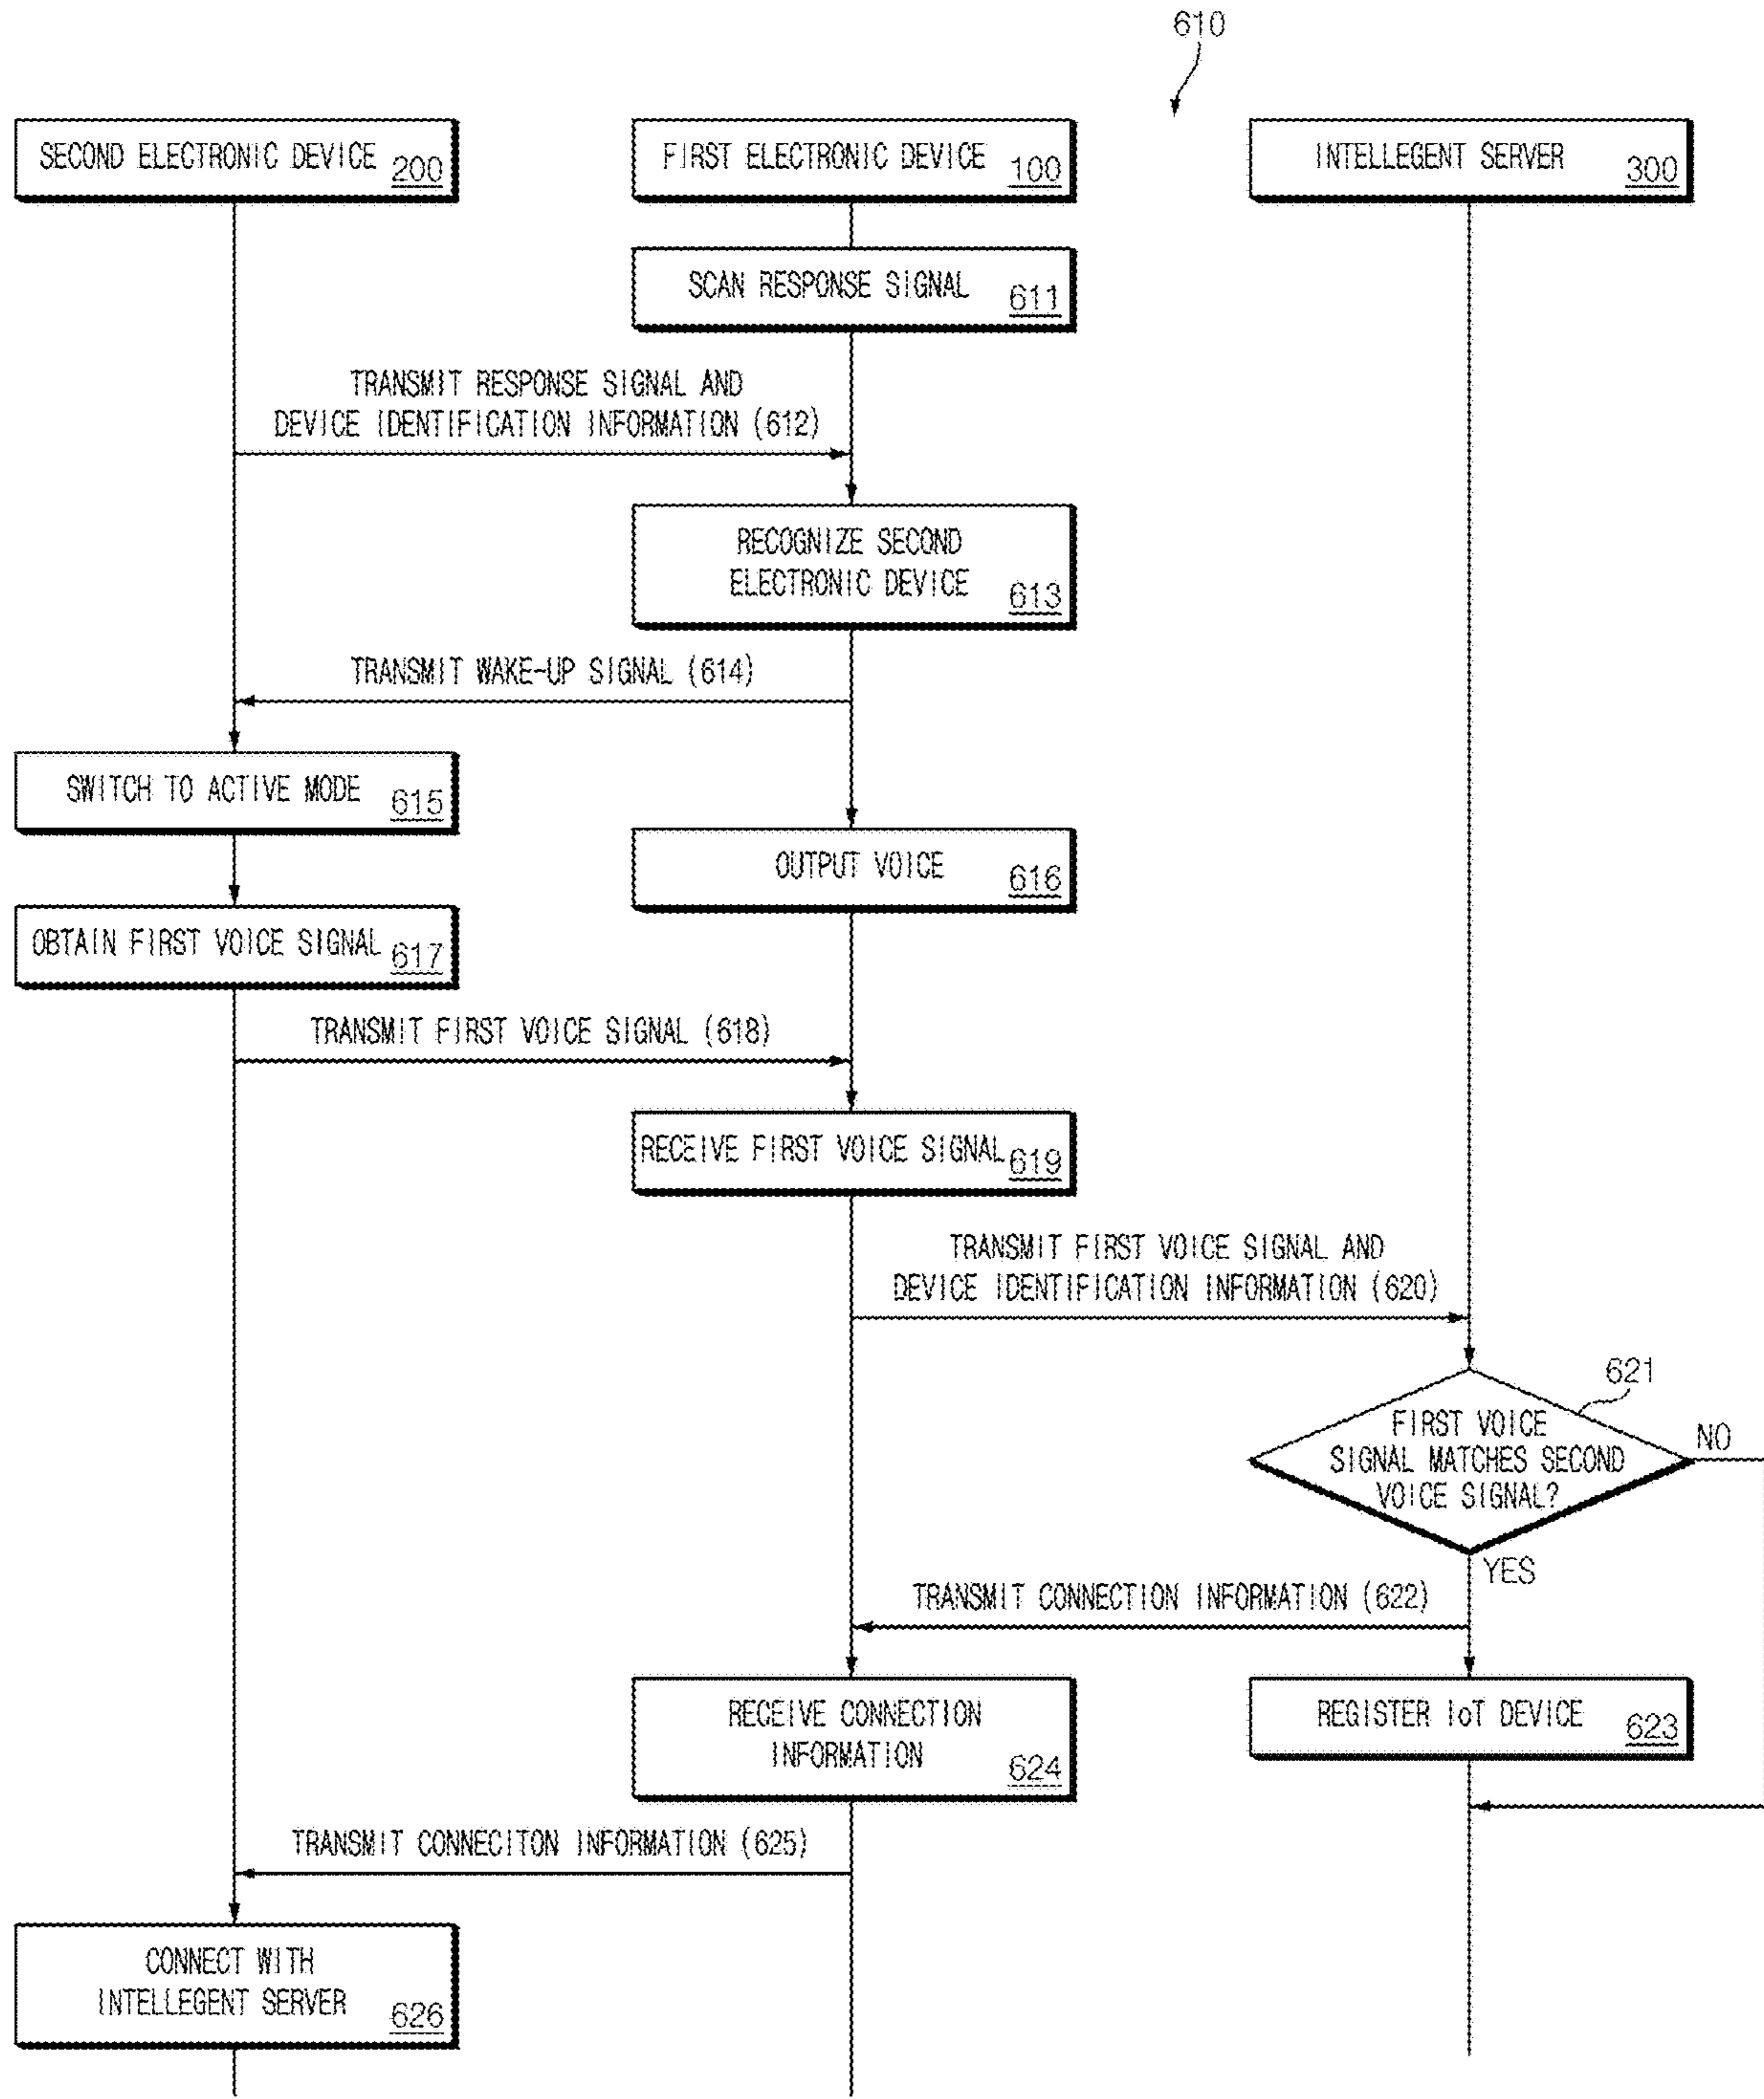 610
SECOND ELECTRONIC DEVICE 200
FIRST ELECTRONIC DEVICE 100
INTELLEGENT SERVER 300
SCAN RESPONSE SIGNAL 611
TRANSMIT RESPONSE SIGNAL AND
DEVICE IDENTIFICATION INFORMATION (612)
RECOGNIZE SECOND
ELECTRONIC DEVICE 613
TRANSMIT WAKE-UP SIGNAL (614)
SWITCH TO ACTIVE MODE 615
OUTPUT VOICE 616
OBTAIN FIRST VOICE SIGNAL 617
TRANSMIT FIRST VOICE SIGNAL (618)
RECEIVE FIRST VOICE SIGNAL 619
TRANSMIT FIRST VOICE SIGNAL AND
DEVICE IDENTIFICATION INFORMATION (620)
621
FIRST VOICE
SIGNAL MATCHES SECOND
VOICE SIGNAL?
NO
YES
TRANSMIT CONNECTION INFORMATION (622)
RECEIVE CONNECTION
INFORMATION 624
REGISTER IoT DEVICE 623
TRANSMIT CONNECITON INFORMATION (625)
CONNECT WITH
INTELLEGENT SERVER 626